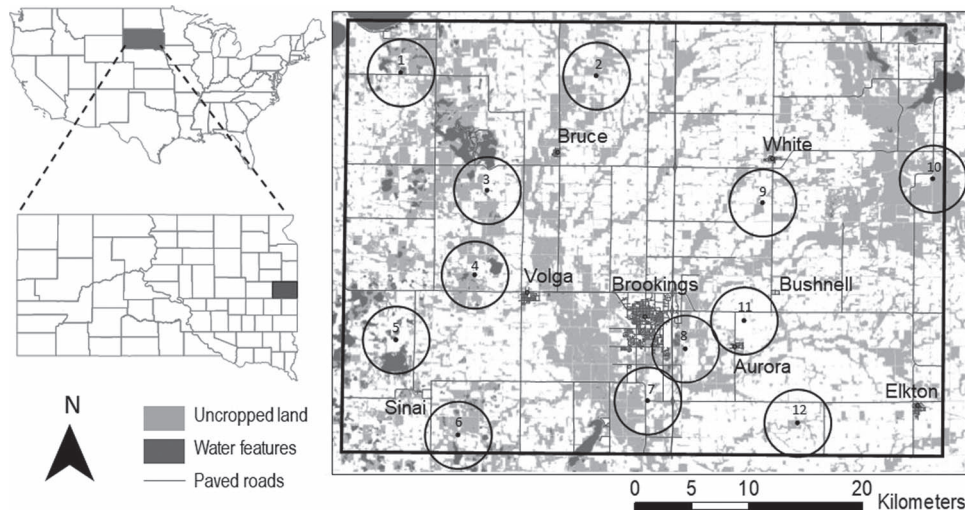 1
2
Bruce
White
10
3
9
4
Volga
Brookings
Bushnell
11
5
8
Aurora
Sinai
7
Elkton
6
12
N
Uncropped land
Water features
Paved roads
0 5 10 20
Kilometers